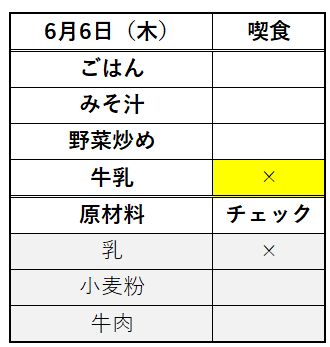 6月6日（木） 喫食
ごはん
みそ汁
野菜炒め
牛乳 ×
原材料 チェック
乳 ×
小麦粉
牛肉